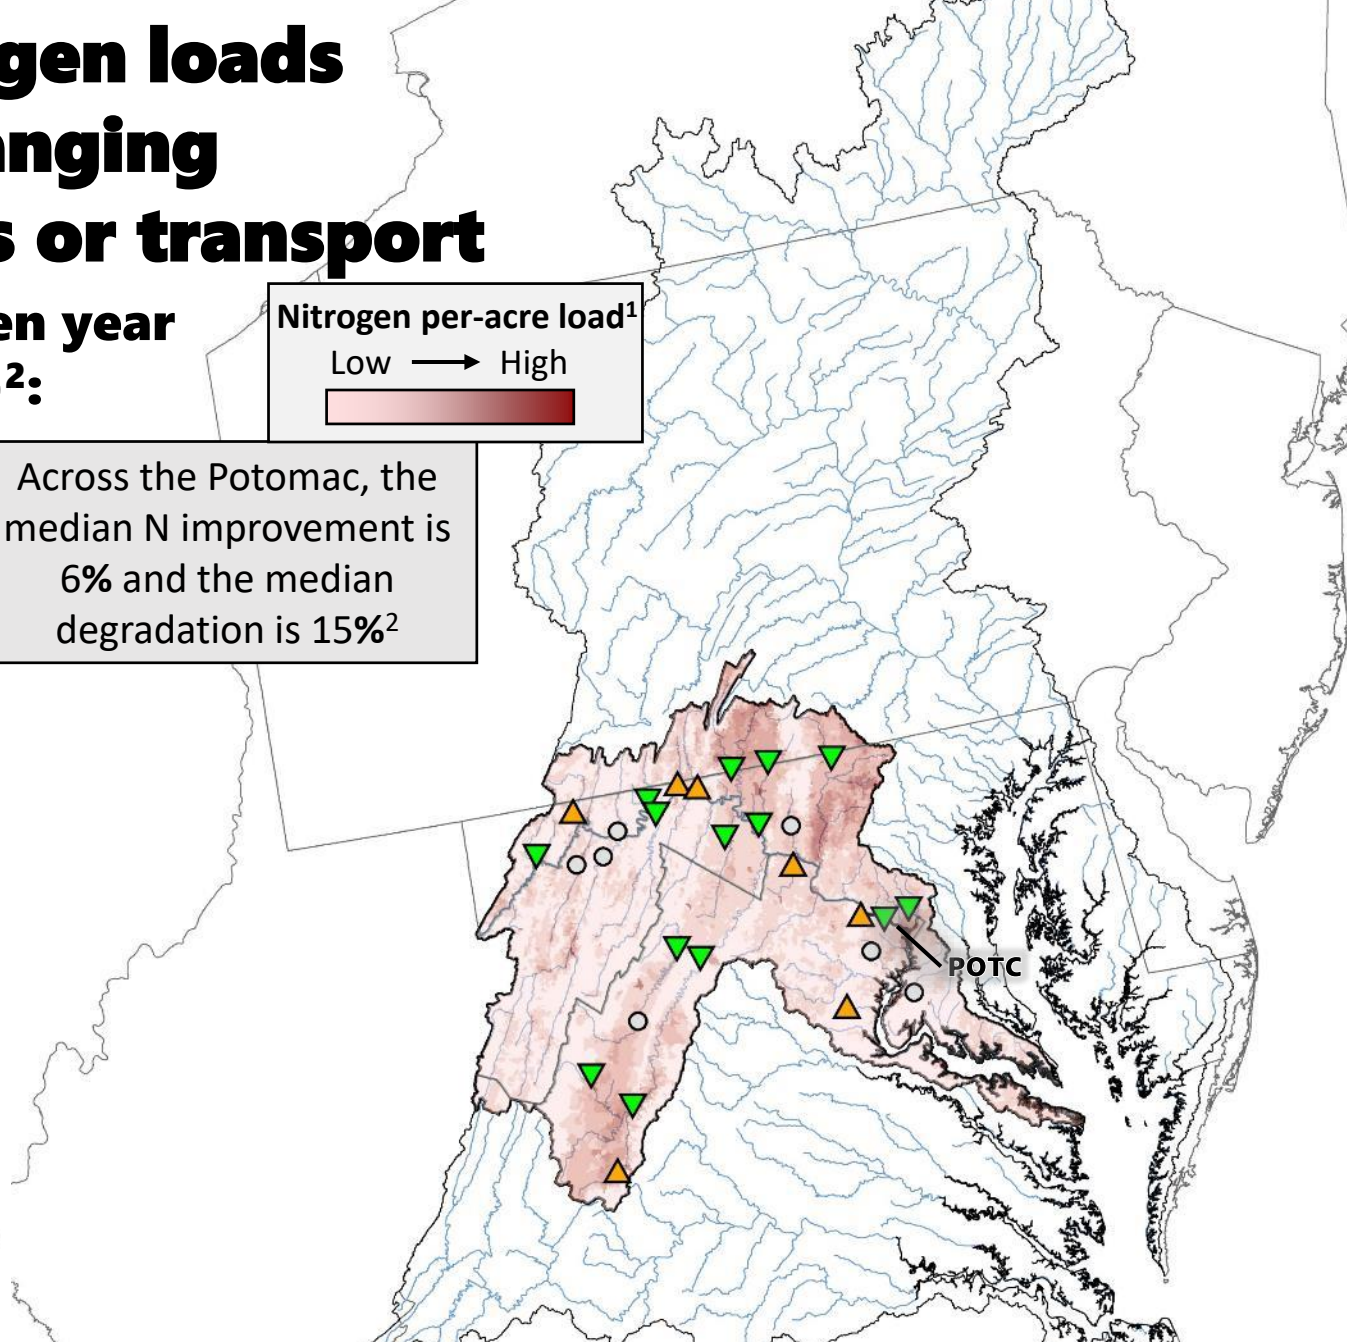 gen loads
anging
s or transport
en year
2:
Nitrogen per-acre load1
Low High
Across the Potomac, the
median N improvement is
6% and the median
degradation is 15%2
POTC